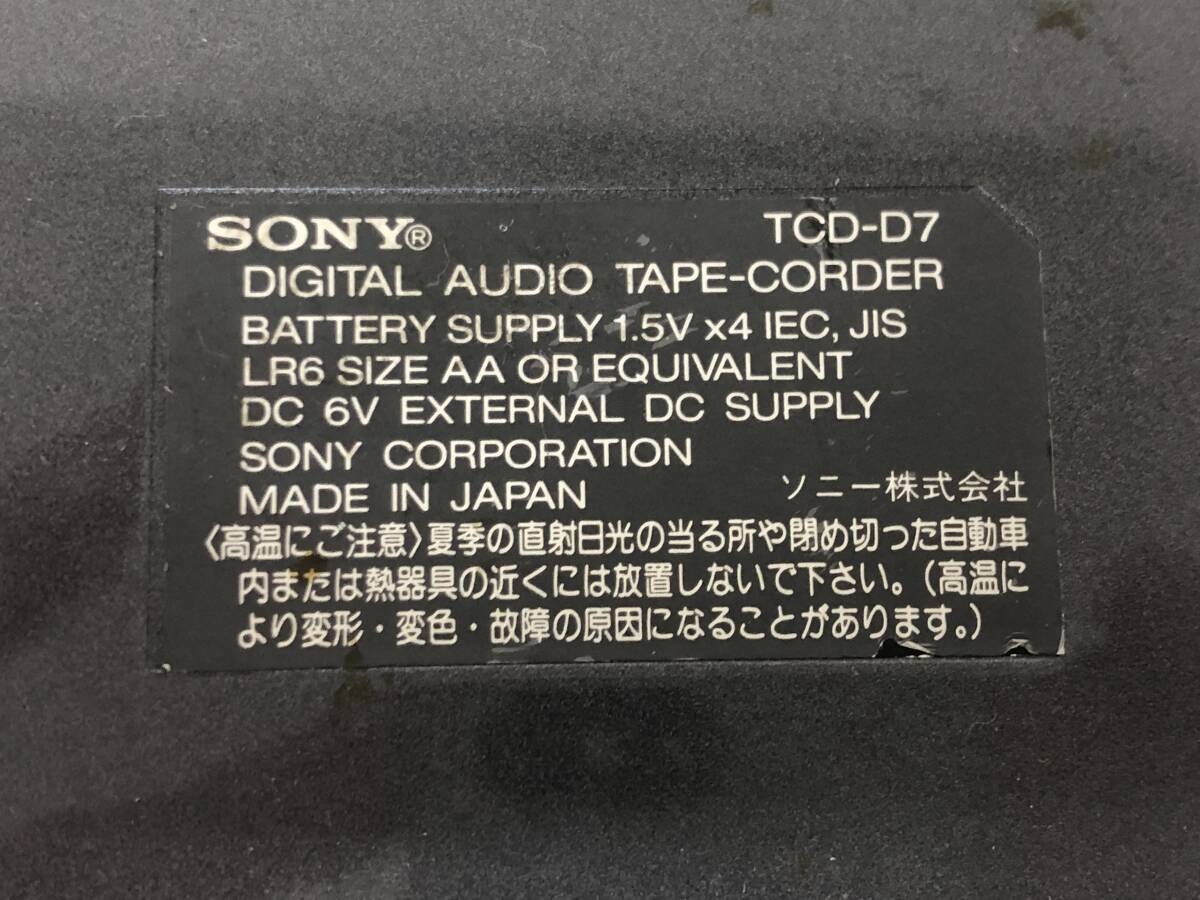 SONY® TCD-D7
DIGITAL AUDIO TAPE-CORDER
BATTERY SUPPLY 1.5V x4 IEC, JIS
LR6 SIZE AA OR EQUIVALENT
DC 6V EXTERNAL DC SUPPLY
SONY CORPORATION
MADE IN JAPAN ソニー株式会社
〈高温にご注意〉夏季の直射日光の当る所や閉め切った自動車
内または熱器具の近くには放置しないで下さい。(高温に
より変形・変色・故障の原因になることがあります。)